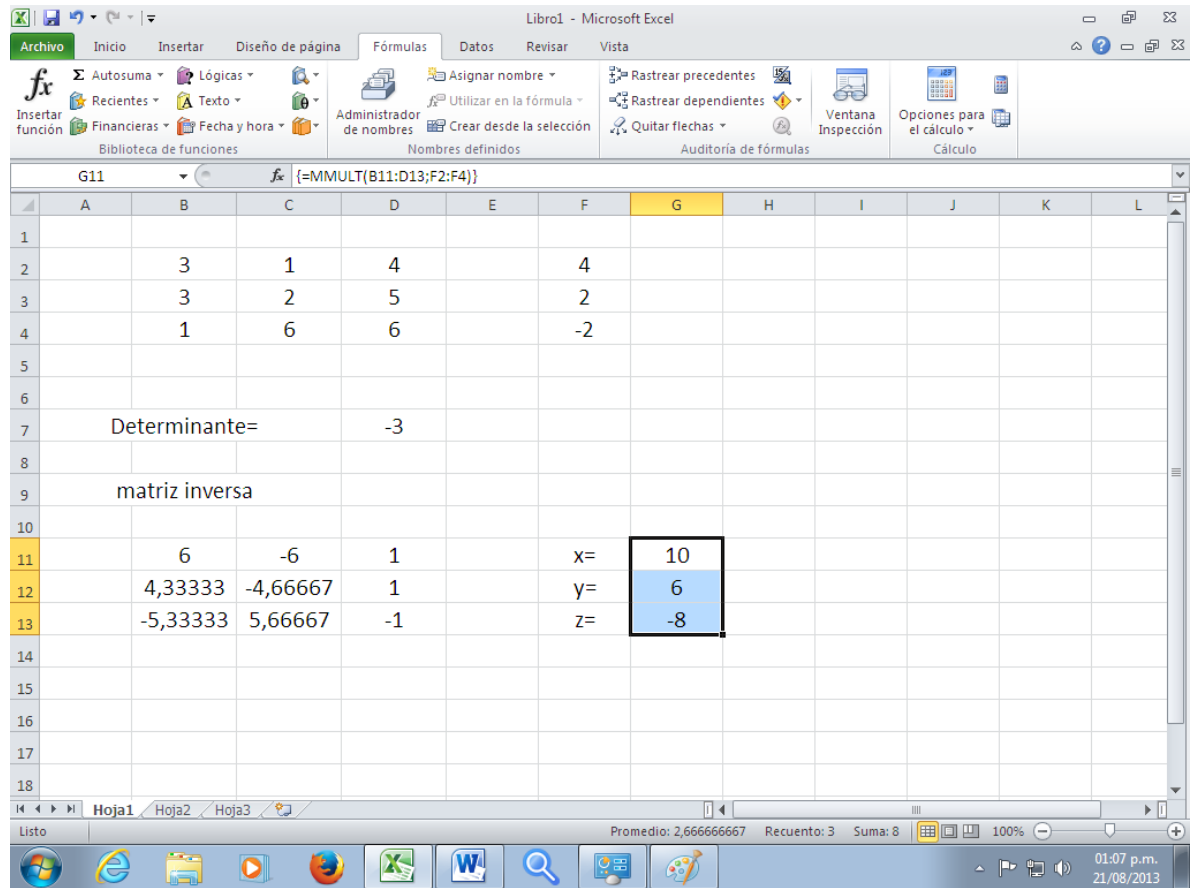 Libro1 - Microsoft Excel
Archivo Inicio Insertar Diseño de página Fórmulas Datos Revisar Vista
Insertar función
Σ Autosuma
Recientes
Financieras
Lógicas
Texto
Fecha y hora
Biblioteca de funciones
Administrador de nombres
Asignar nombre
Utilizar en la fórmula
Crear desde la selección
Nombres definidos
Rastrear precedentes
Rastrear dependientes
Quitar flechas
Ventana Inspección
Auditoría de fórmulas
Opciones para el cálculo
Cálculo
G11 fx {=MMULT(B11:D13;F2:F4)}
A B C D E F G H I J K L
1
2 3 1 4 4
3 3 2 5 2
4 1 6 6 -2
5
6
7 Determinante= -3
8
9 matriz inversa
10
11 6 -6 1 x= 10
12 4,33333 -4,66667 1 y= 6
13 -5,33333 5,66667 -1 z= -8
14
15
16
17
18
Hoja1 Hoja2 Hoja3
Listo Promedio: 2,666666667 Recuento: 3 Suma: 8 100%
01:07 p.m.
21/08/2013